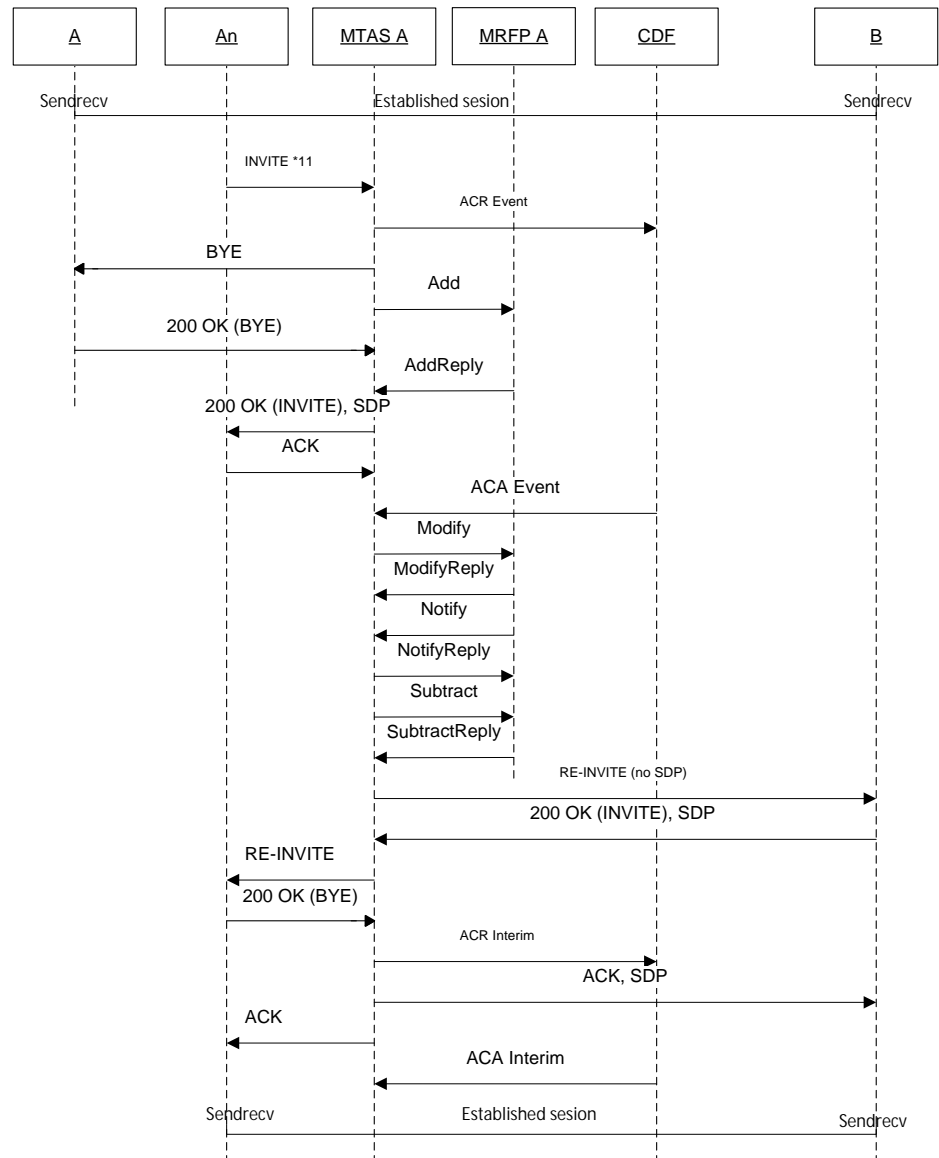 A An MTAS A MRFP A CDF B
Sendrecv Established sesion Sendrecv
INVITE *11
ACR Event
BYE
Add
200 OK (BYE)
AddReply
200 OK (INVITE), SDP
ACK
ACA Event
Modify
ModifyReply
Notify
NotifyReply
Subtract
SubtractReply
RE-INVITE (no SDP)
200 OK (INVITE), SDP
RE-INVITE
200 OK (BYE)
ACR Interim
ACK, SDP
ACK
ACA Interim
Sendrecv Established sesion Sendrecv